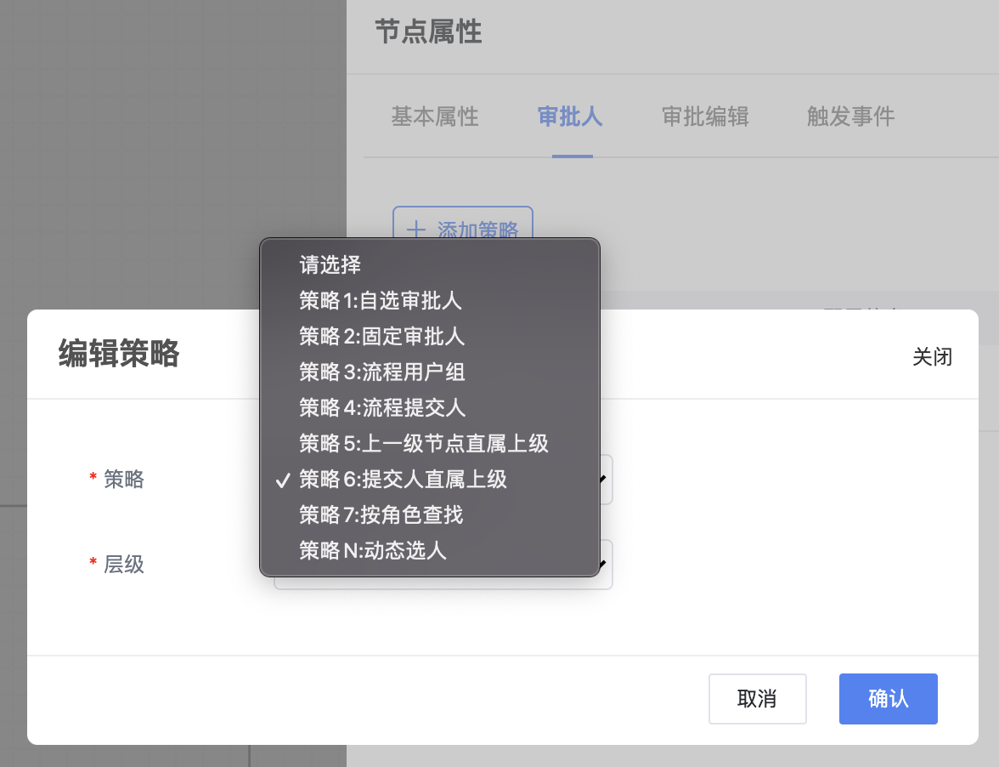 节点属性
基本属性 审批人 审批编辑 触发事件
添加策略
请选择
策略1:自选审批人
策略2:固定审批人
策略3:流程用户组
策略4:流程提交人
策略5:上一级节点直属上级
✓ 策略6:提交人直属上级
策略7:按角色查找
策略N:动态选人
编辑策略
关闭
* 策略
* 层级
取消 确认